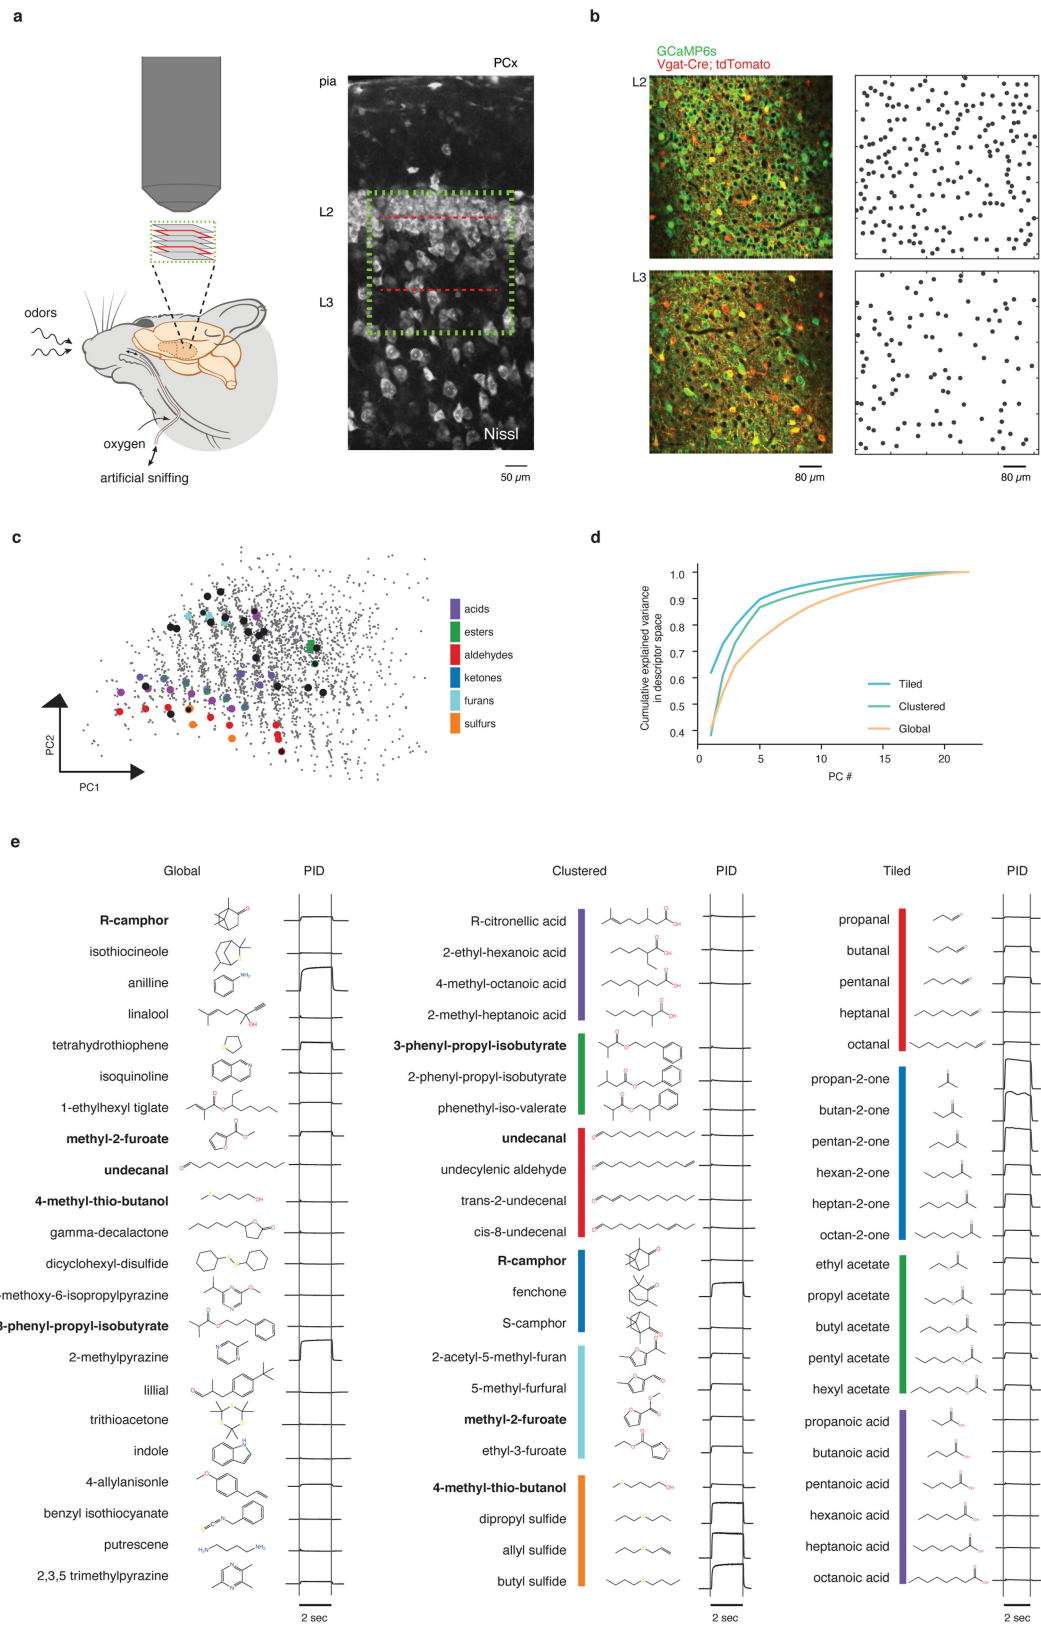 a
PCx
pia
L2
L3
Nissl
50 µm
odors
oxygen
artificial sniffing
b
GCaMP6s
Vgat-Cre; tdTomato
L2
L3
80 µm
80 µm
c
acids
esters
aldehydes
ketones
furans
sulfurs
PC2
PC1
d
Cumulative explained variance
in descriptor space
1.0
0.9
0.8
0.7
0.6
0.5
0.4
Tiled
Clustered
Global
0
5
10
15
20
PC #
e
Global
PID
R-camphor
isothiocineole
anilline
linalool
tetrahydrothiophene
isoquinoline
1-ethylhexyl tiglate
methyl-2-furoate
undecanal
4-methyl-thio-butanol
gamma-decalactone
dicyclohexyl-disulfide
-methoxy-6-isopropylpyrazine
3-phenyl-propyl-isobutyrate
2-methylpyrazine
lillial
trithioacetone
indole
4-allylanisonle
benzyl isothiocyanate
putrescene
2,3,5 trimethylpyrazine
2 sec
Clustered
PID
R-citronellic acid
2-ethyl-hexanoic acid
4-methyl-octanoic acid
2-methyl-heptanoic acid
3-phenyl-propyl-isobutyrate
2-phenyl-propyl-isobutyrate
phenethyl-iso-valerate
undecanal
undecylenic aldehyde
trans-2-undecenal
cis-8-undecenal
R-camphor
fenchone
S-camphor
2-acetyl-5-methyl-furan
5-methyl-furfural
methyl-2-furoate
ethyl-3-furoate
4-methyl-thio-butanol
dipropyl sulfide
allyl sulfide
butyl sulfide
2 sec
Tiled
PID
propanal
butanal
pentanal
heptanal
octanal
propan-2-one
butan-2-one
pentan-2-one
hexan-2-one
heptan-2-one
octan-2-one
ethyl acetate
propyl acetate
butyl acetate
pentyl acetate
hexyl acetate
propanoic acid
butanoic acid
pentanoic acid
hexanoic acid
heptanoic acid
octanoic acid
2 sec